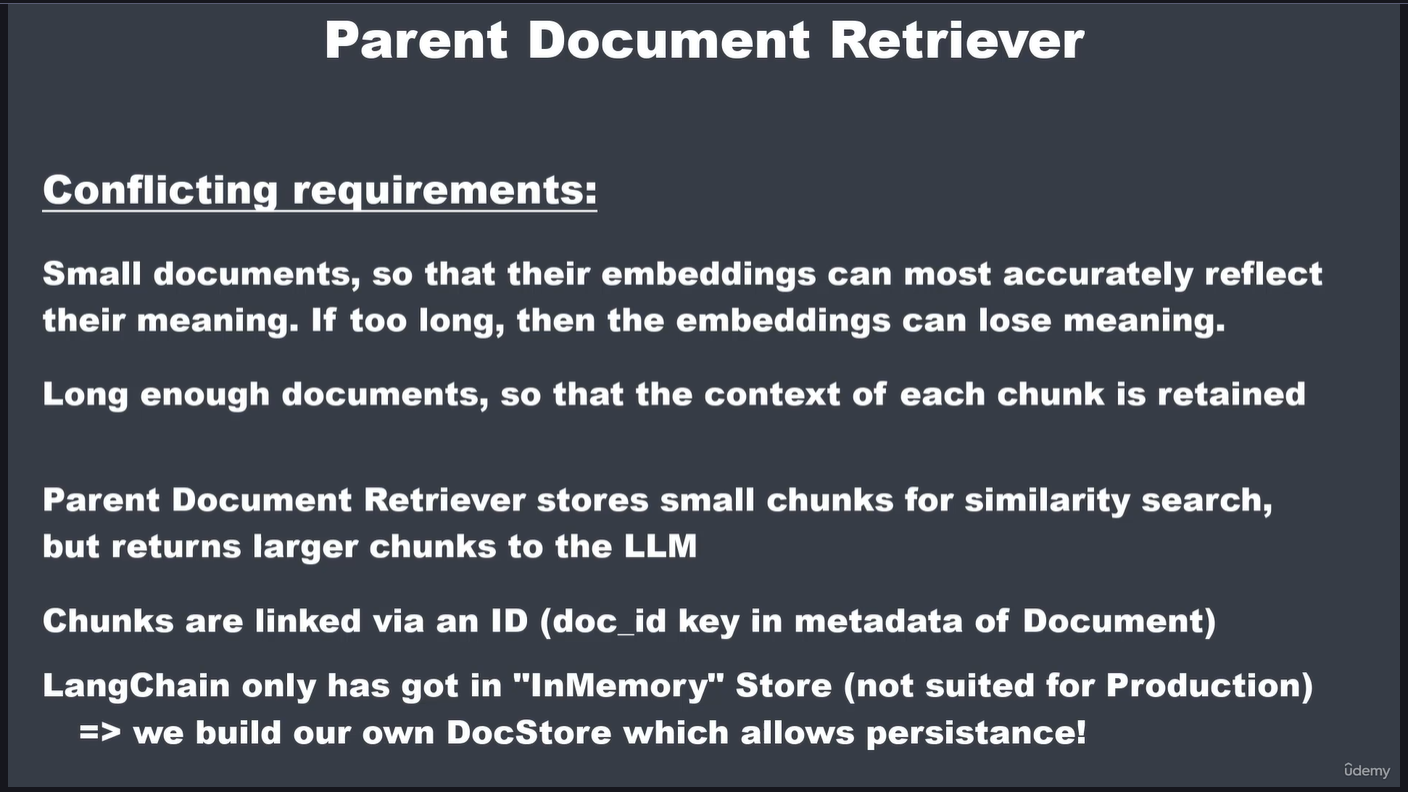 Parent Document Retriever
Conflicting requirements:
Small documents, so that their embeddings can most accurately reflect
their meaning. If too long, then the embeddings can lose meaning.
Long enough documents, so that the context of each chunk is retained
Parent Document Retriever stores small chunks for similarity search,
but returns larger chunks to the LLM
Chunks are linked via an ID (doc_id key in metadata of Document)
LangChain only has got in "InMemory" Store (not suited for Production)
=> we build our own DocStore which allows persistance!
ûdemy